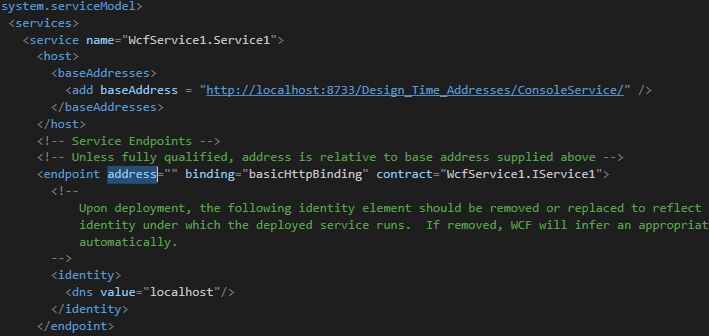 system.serviceModel>
<services>
<service name="WcfService1.Service1">
<host>
<baseAddresses>
<add baseAddress = "http://localhost:8733/Design_Time_Addresses/ConsoleService/" />
</baseAddresses>
</host>
<!-- Service Endpoints -->
<!-- Unless fully qualified, address is relative to base address supplied above -->
<endpoint address="" binding="basicHttpBinding" contract="WcfService1.IService1">
<!--
Upon deployment, the following identity element should be removed or replaced to reflect
identity under which the deployed service runs.  If removed, WCF will infer an appropriat
automatically.
-->
<identity>
<dns value="localhost"/>
</identity>
</endpoint>